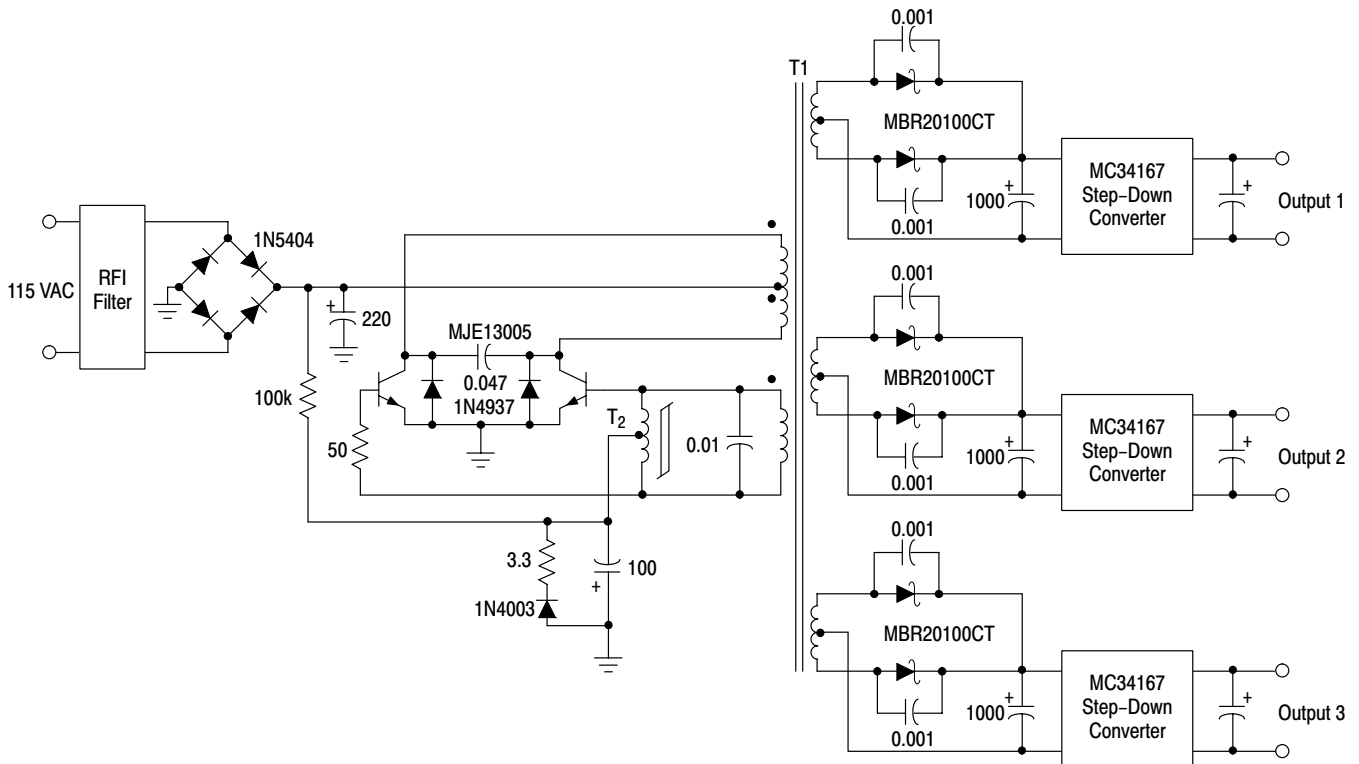 0.001
T1
MBR20100CT
0.001
1000
+
MC34167
Step-Down
Converter
+
Output 1
115 VAC
RFI
Filter
1N5404
+
220
100k
MJE13005
0.047
1N4937
50
T2
0.01
3.3
1N4003
100
+
0.001
MBR20100CT
0.001
1000
+
MC34167
Step-Down
Converter
+
Output 2
0.001
MBR20100CT
0.001
1000
+
MC34167
Step-Down
Converter
+
Output 3